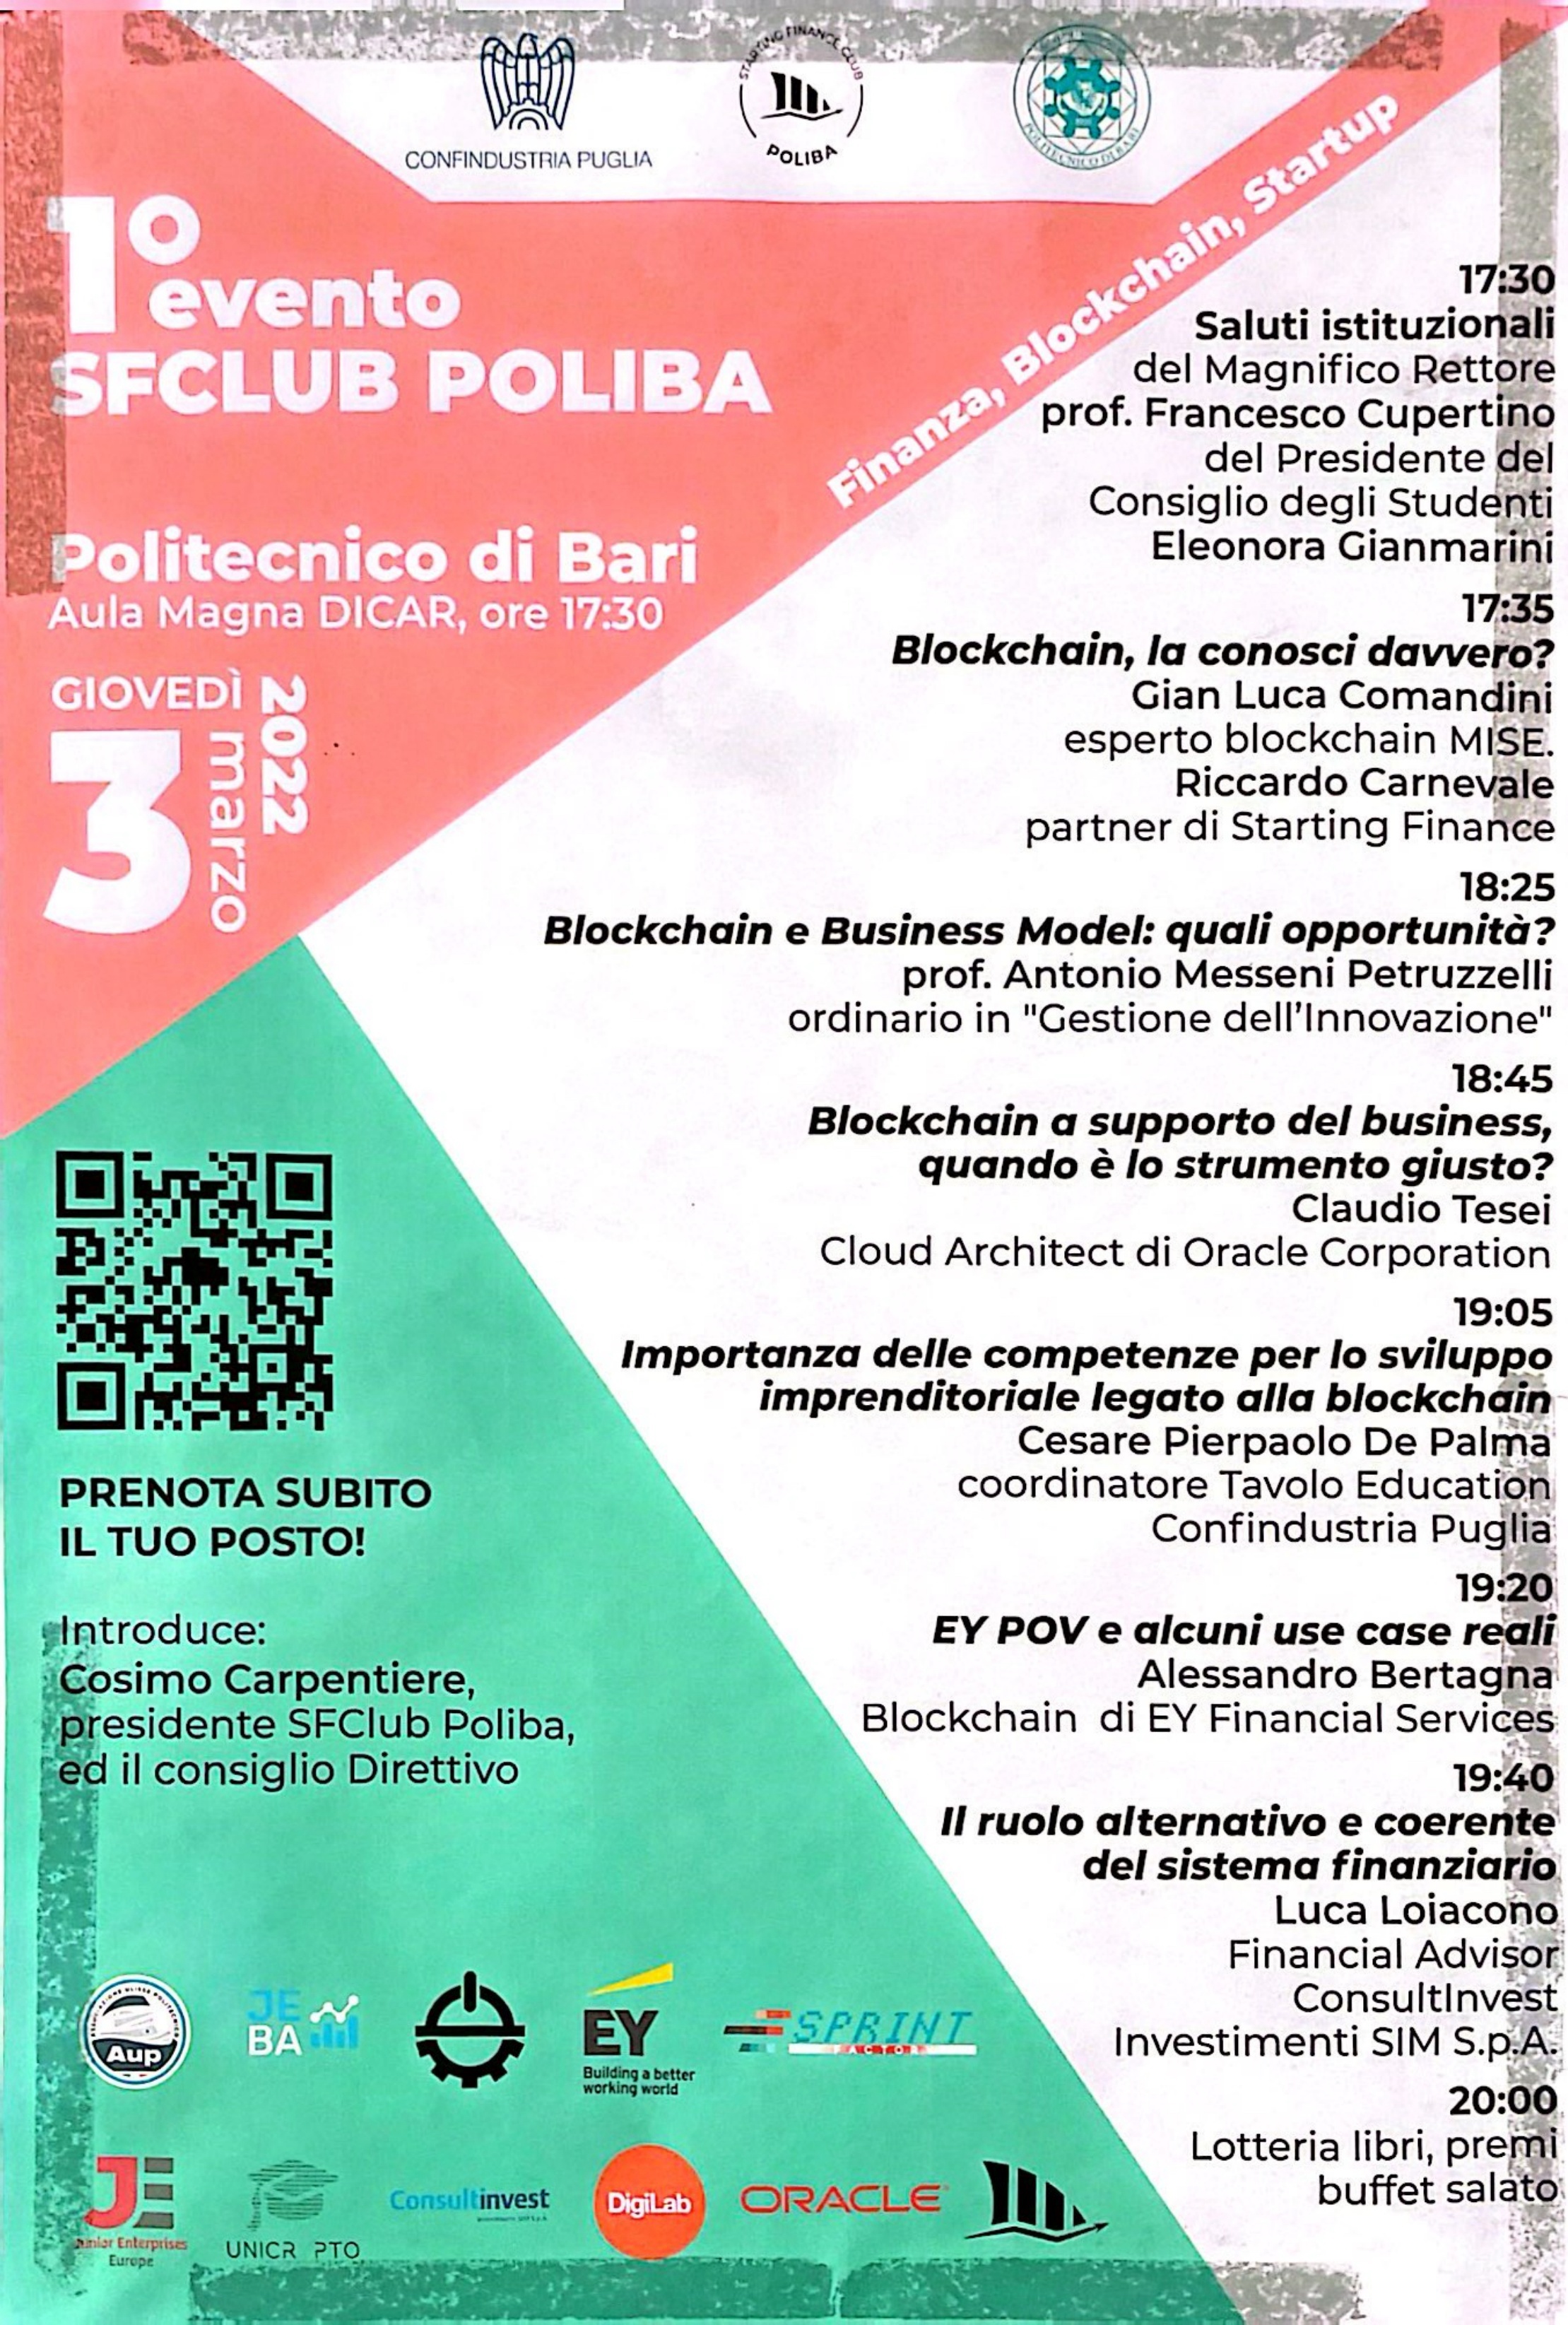 CONFINDUSTRIA PUGLIA
STARTING FINANCE CLUB
POLIBA
POLITECNICO DI BARI
1° evento
SFCLUB POLIBA
Finanza, Blockchain, Startup
Politecnico di Bari
Aula Magna DICAR, ore 17:30
GIOVEDÌ
3
marzo
2022
17:30
Saluti istituzionali
del Magnifico Rettore
prof. Francesco Cupertino
del Presidente del
Consiglio degli Studenti
Eleonora Gianmarini
17:35
Blockchain, la conosci davvero?
Gian Luca Comandini
esperto blockchain MISE.
Riccardo Carnevale
partner di Starting Finance
18:25
Blockchain e Business Model: quali opportunità?
prof. Antonio Messeni Petruzzelli
ordinario in "Gestione dell'Innovazione"
18:45
Blockchain a supporto del business,
quando è lo strumento giusto?
Claudio Tesei
Cloud Architect di Oracle Corporation
19:05
Importanza delle competenze per lo sviluppo
imprenditoriale legato alla blockchain
Cesare Pierpaolo De Palma
coordinatore Tavolo Education
Confindustria Puglia
19:20
EY POV e alcuni use case reali
Alessandro Bertagna
Blockchain di EY Financial Services
19:40
Il ruolo alternativo e coerente
del sistema finanziario
Luca Loiacono
Financial Advisor
ConsultInvest
Investimenti SIM S.p.A.
20:00
Lotteria libri, premi
buffet salato
PRENOTA SUBITO
IL TUO POSTO!
Introduce:
Cosimo Carpentiere,
presidente SFClub Poliba,
ed il consiglio Direttivo
Aup
JE
BA
EY
Building a better
working world
SPRINT
FACTORY
JE
Junior Enterprises
Europe
UNICR PTO
Consultinvest
DigiLab
ORACLE